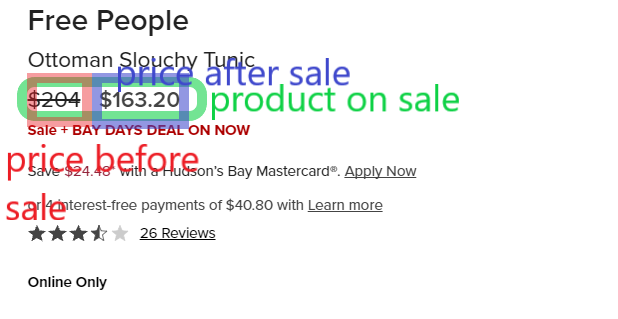 Free People
Ottoman Slouchy Tunic
price after sale
$204 $163.20
product on sale
Sale + BAY DAYS DEAL ON NOW
price before
sale
Save $24.48* with a Hudson's Bay Mastercard®. Apply Now
or 4 interest-free payments of $40.80 with Learn more
26 Reviews
Online Only